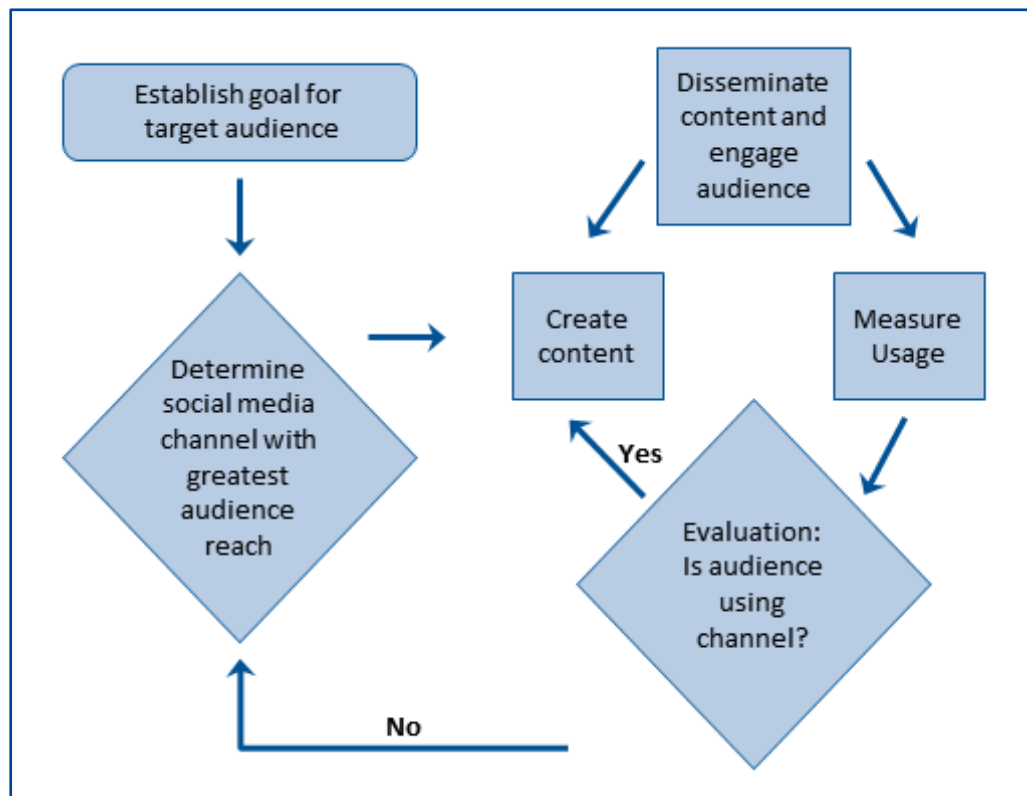 Establish goal for
target audience
Disseminate
content and
engage
audience
Determine
social media
channel with
greatest
audience
reach
Create
content
Measure
Usage
Yes
Evaluation:
Is audience
using
channel?
No